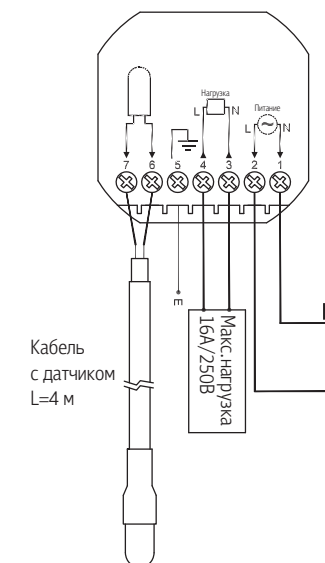 Нагрузка
L N
Питание
L N
7 6 5 4 3 2 1
E
Макс.нагрузка
16А/250В
Кабель
с датчиком
L=4 м